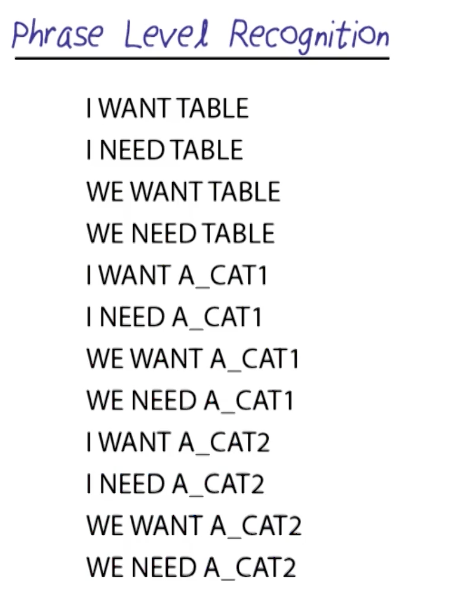 Phrase Level Recognition
I WANT TABLE
I NEED TABLE
WE WANT TABLE
WE NEED TABLE
I WANT A_CAT1
I NEED A_CAT1
WE WANT A_CAT1
WE NEED A_CAT1
I WANT A_CAT2
I NEED A_CAT2
WE WANT A_CAT2
WE NEED A_CAT2